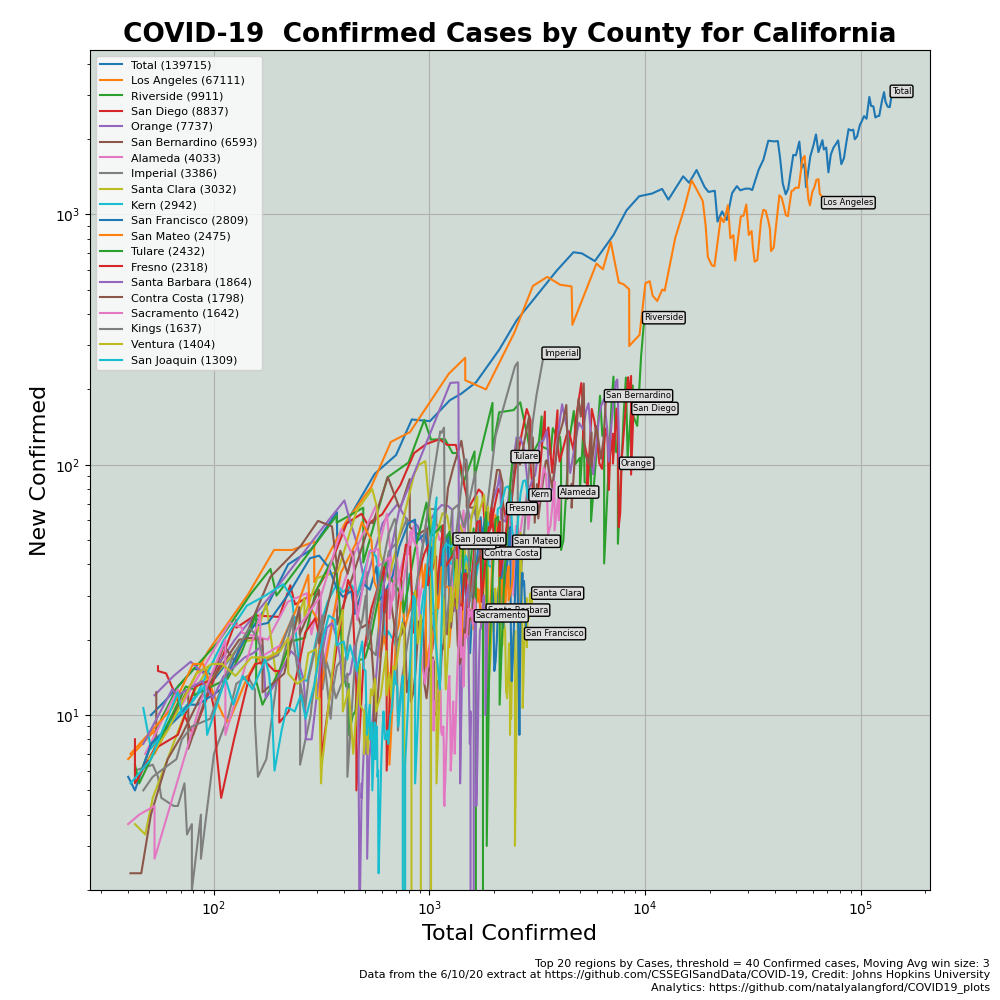 COVID-19  Confirmed Cases by County for California
Total (139715)
Los Angeles (67111)
Riverside (9911)
San Diego (8837)
Orange (7737)
San Bernardino (6593)
Alameda (4033)
Imperial (3386)
Santa Clara (3032)
Kern (2942)
San Francisco (2809)
San Mateo (2475)
Tulare (2432)
Fresno (2318)
Santa Barbara (1864)
Contra Costa (1798)
Sacramento (1642)
Kings (1637)
Ventura (1404)
San Joaquin (1309)
Total
Los Angeles
Riverside
Imperial
San Bernardino
San Diego
Tulare
Orange
Kern
Alameda
Fresno
San Joaquin
San Mateo
Contra Costa
Santa Clara
Santa Barbara
Sacramento
San Francisco
New Confirmed
10³
10²
10¹
10²
10³
10⁴
10⁵
Total Confirmed
Top 20 regions by Cases, threshold = 40 Confirmed cases, Moving Avg win size: 3
Data from the 6/10/20 extract at https://github.com/CSSEGISandData/COVID-19, Credit: Johns Hopkins University
Analytics: https://github.com/natalyalangford/COVID19_plots